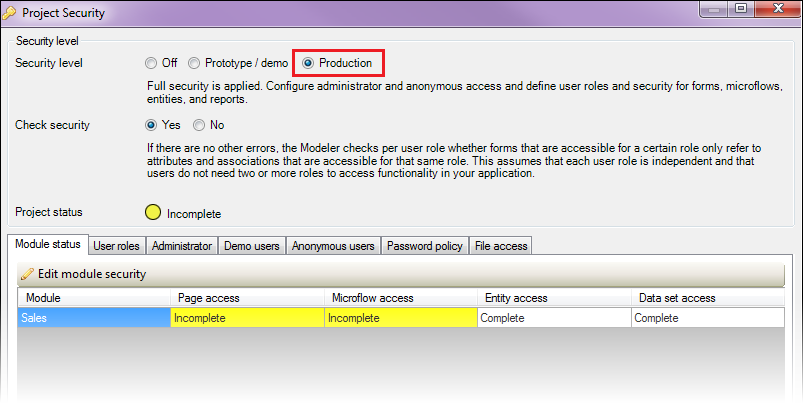 Project Security
Security level
Security level Off Prototype / demo Production
Full security is applied. Configure administrator and anonymous access and define user roles and security for forms, microflows,
entities, and reports.
Check security Yes No
If there are no other errors, the Modeler checks per user role whether forms that are accessible for a certain role only refer to
attributes and associations that are accessible for that same role. This assumes that each user role is independent and that
users do not need two or more roles to access functionality in your application.
Project status Incomplete
Module status User roles Administrator Demo users Anonymous users Password policy File access
Edit module security
Module Page access Microflow access Entity access Data set access
Sales Incomplete Incomplete Complete Complete